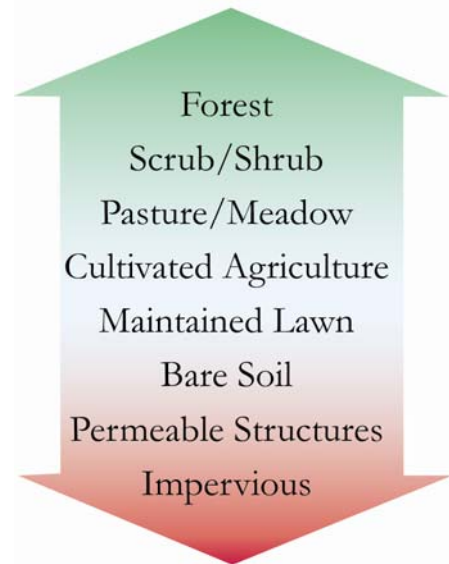 Forest
Scrub/Shrub
Pasture/Meadow
Cultivated Agriculture
Maintained Lawn
Bare Soil
Permeable Structures
Impervious